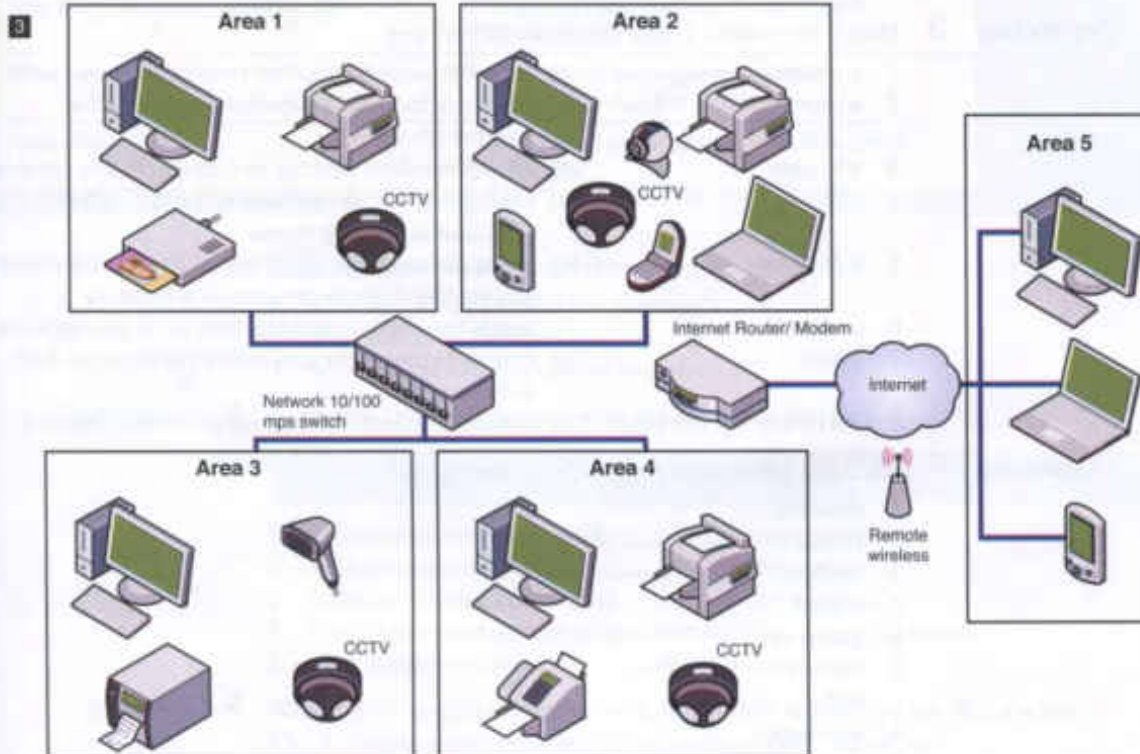 3
Area 1
Area 2
Area 5
CCTV
CCTV
Internet Router/ Modem
Internet
Network 10/100
mps switch
Area 3
Area 4
Remote
wireless
CCTV
CCTV